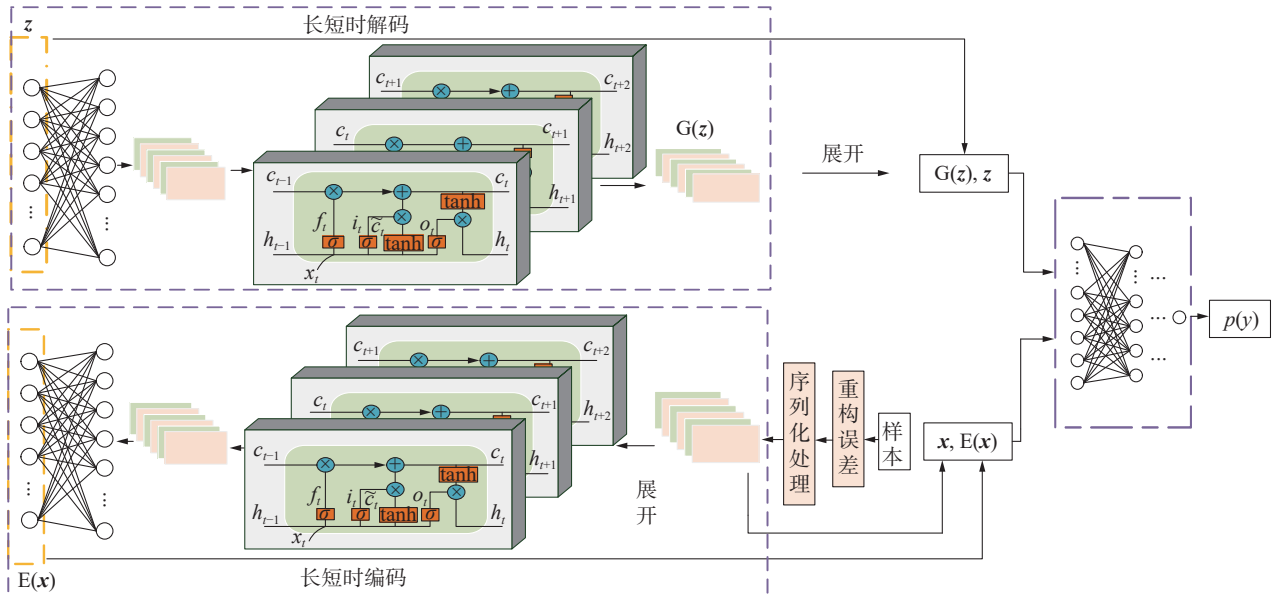 z
长短时解码
c_{t+1}
c_{t+2}
h_{t+2}
c_t
c_{t+1}
h_{t+1}
c_{t−1}
c_t
tanh
f_t
i_t
c̃_t
o_t
σ
σ
tanh
σ
h_{t−1}
h_t
x_t
G(z)
展开
G(z), z
p(y)
c_{t+1}
c_{t+2}
h_{t+2}
c_t
c_{t+1}
h_{t+1}
c_{t−1}
c_t
tanh
f_t
i_t
c̃_t
o_t
σ
σ
tanh
σ
h_{t−1}
h_t
x_t
展开
序列化处理
重构误差
样本
x, E(x)
E(x)
长短时编码